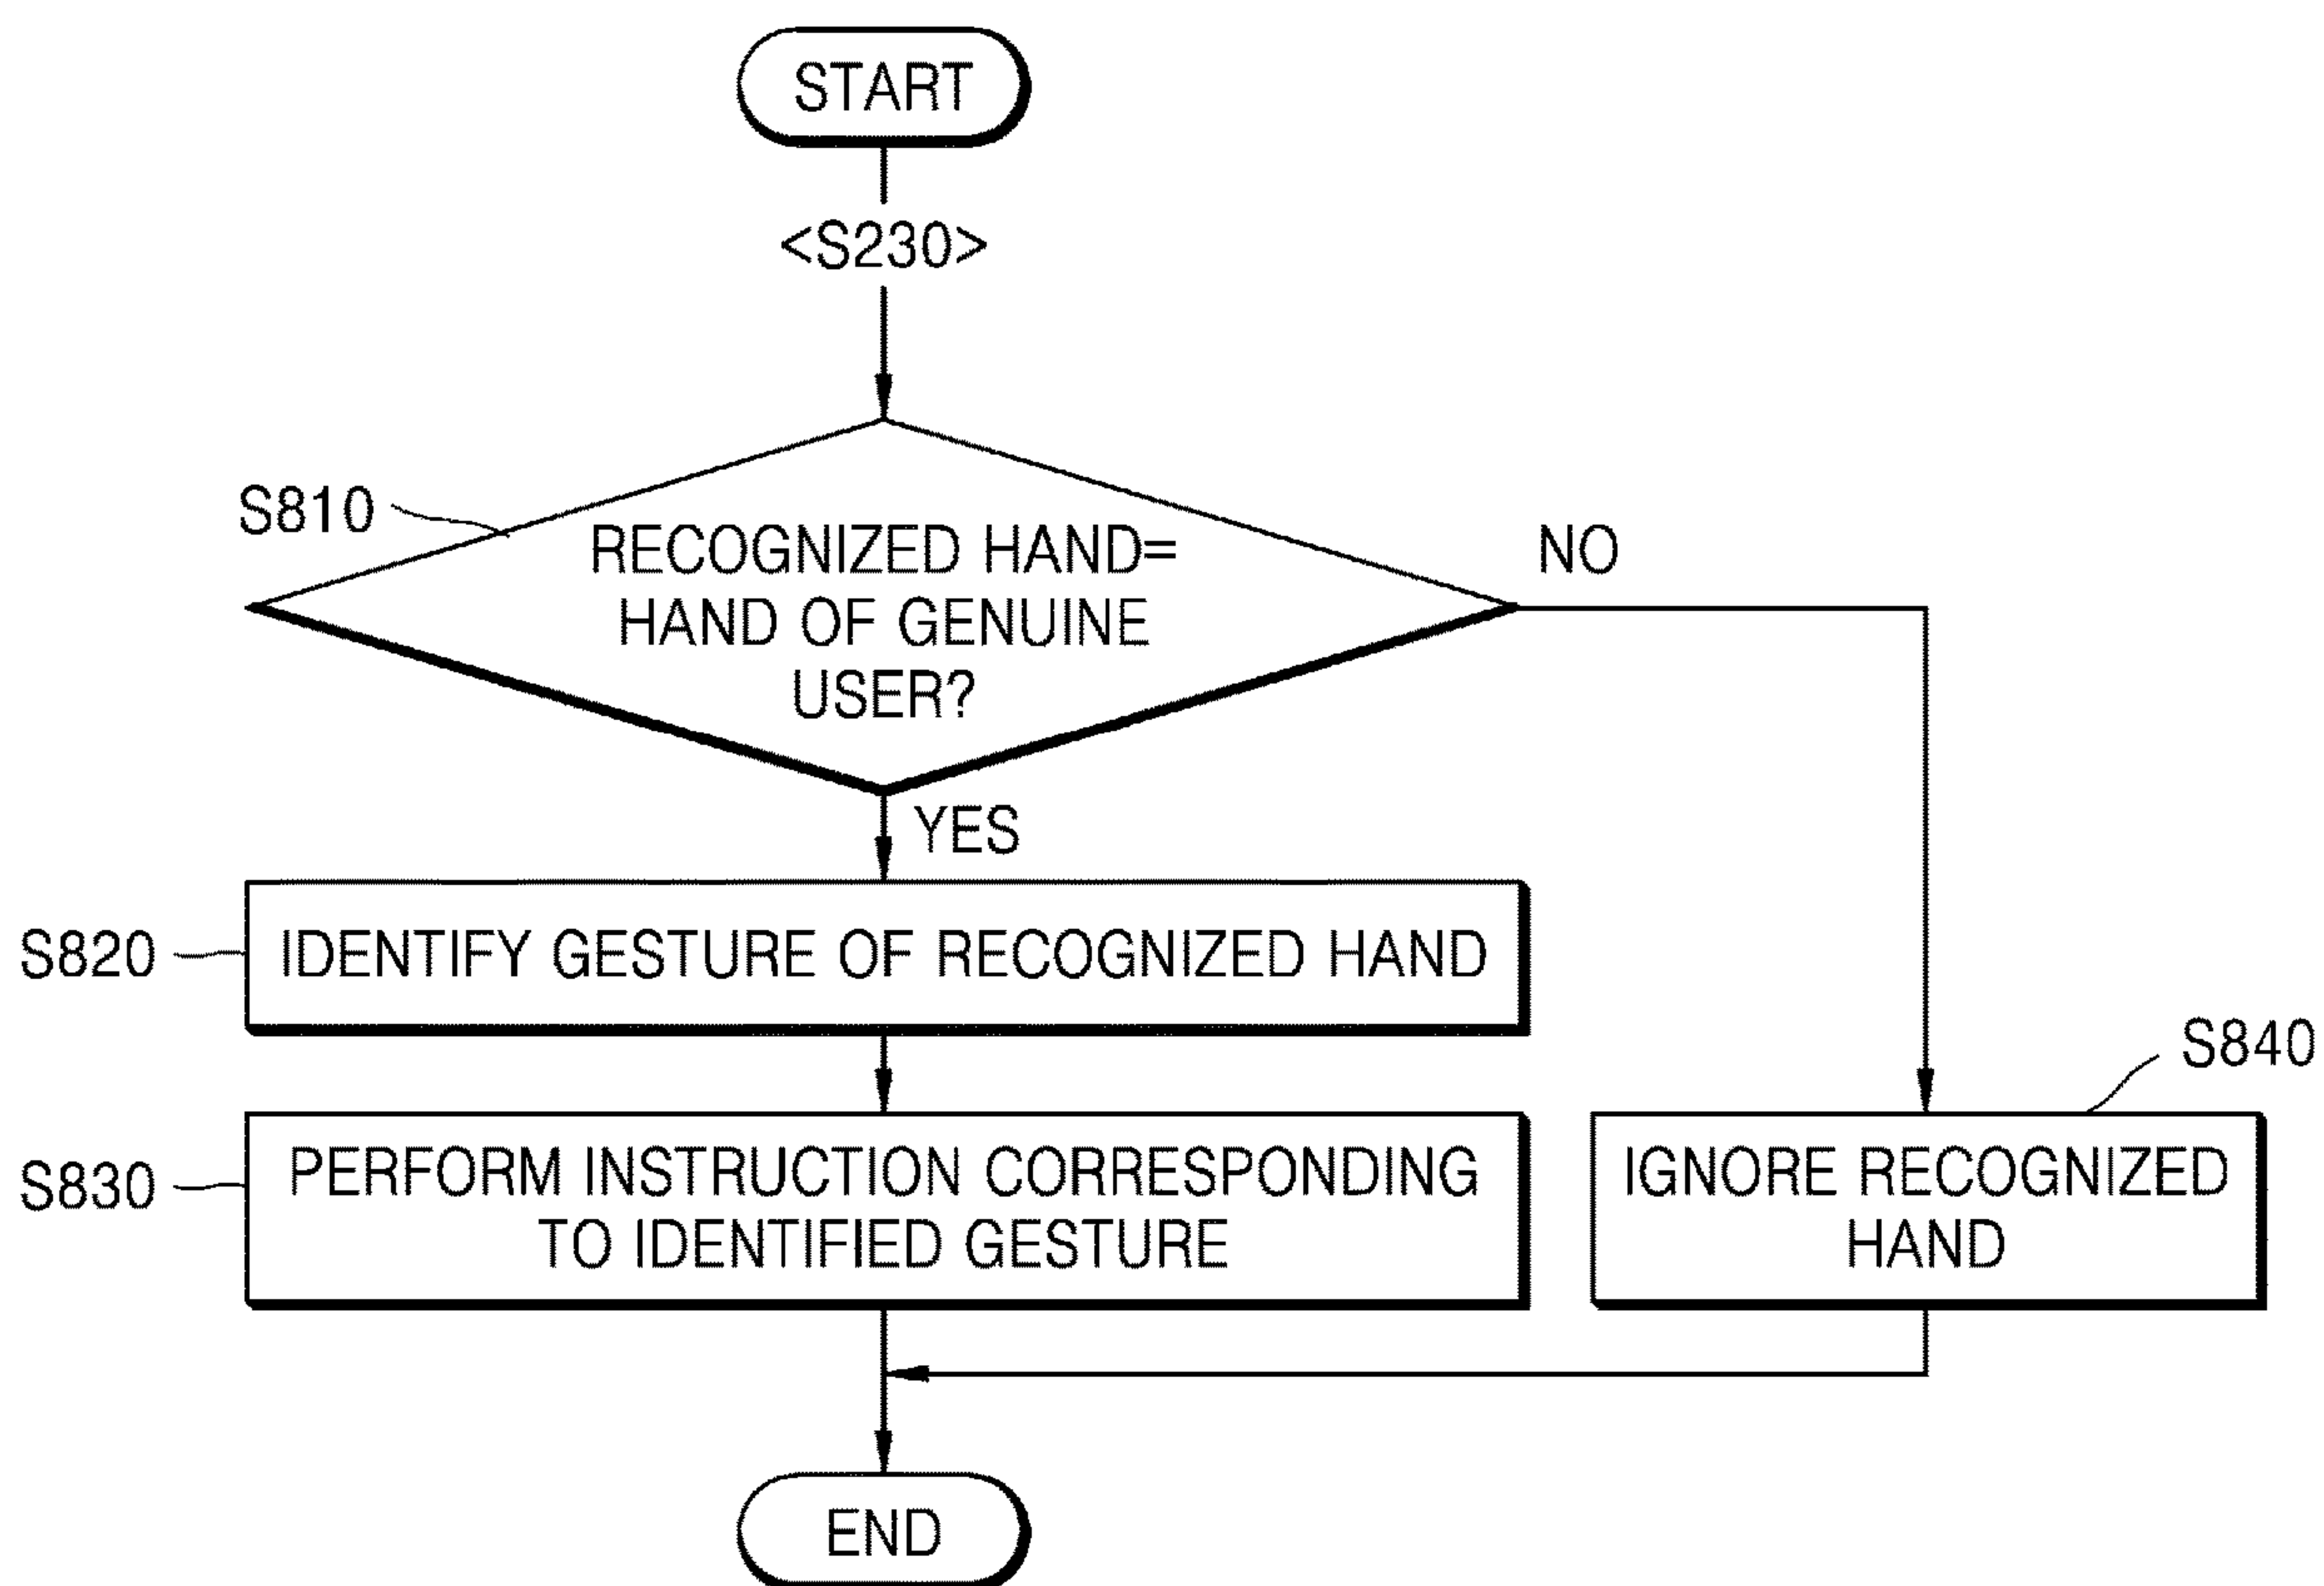 START
<S230>
S810
RECOGNIZED HAND=
HAND OF GENUINE
USER?
NO
YES
S820
IDENTIFY GESTURE OF RECOGNIZED HAND
S830
PERFORM INSTRUCTION CORRESPONDING
TO IDENTIFIED GESTURE
S840
IGNORE RECOGNIZED
HAND
END